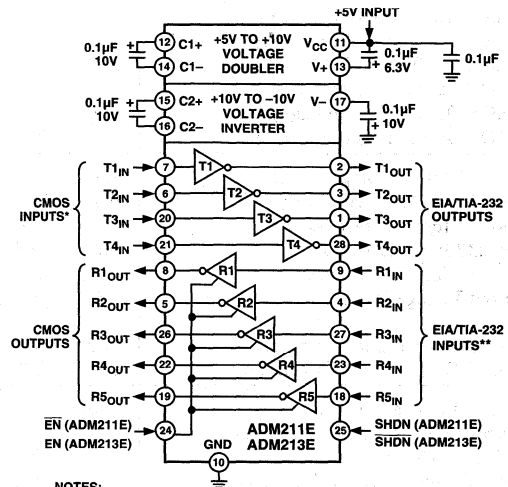 +5V INPUT
0.1µF
10V
12 C1+
14 C1–
+5V TO +10V
VOLTAGE
DOUBLER
VCC 11
V+ 13
0.1µF
6.3V
0.1µF
0.1µF
10V
15 C2+
16 C2–
+10V TO –10V
VOLTAGE
INVERTER
V– 17
0.1µF
10V
CMOS
INPUTS*
T1IN 7 T1 2 T1OUT
T2IN 6 T2 3 T2OUT
T3IN 20 T3 1 T3OUT
T4IN 21 T4 28 T4OUT
EIA/TIA-232
OUTPUTS
CMOS
OUTPUTS
R1OUT 8 R1 9 R1IN
R2OUT 5 R2 4 R2IN
R3OUT 26 R3 27 R3IN
R4OUT 22 R4 23 R4IN
R5OUT 19 R5 18 R5IN
EIA/TIA-232
INPUTS**
EN (ADM211E)
EN (ADM213E)
24
GND
10
ADM211E
ADM213E
25
SHDN (ADM211E)
SHDN (ADM213E)
NOTES: